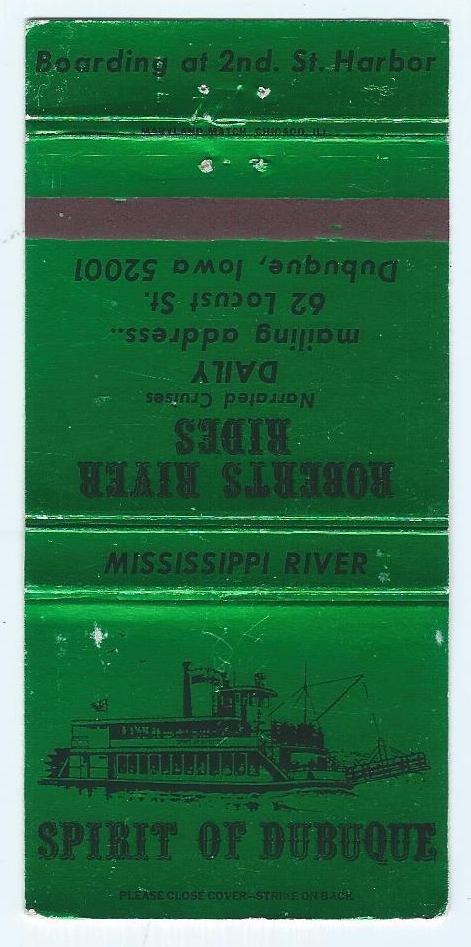 Boarding at 2nd. St. Harbor
MARYLAND MATCH, CHICAGO, ILL.
ROBERTS RIVER
RIDES
Narrated Cruises
DAILY
mailing address..
62 Locust St.
Dubuque, Iowa 52001
MISSISSIPPI RIVER
SPIRIT OF DUBUQUE
PLEASE CLOSE COVER—STRIKE ON BACK